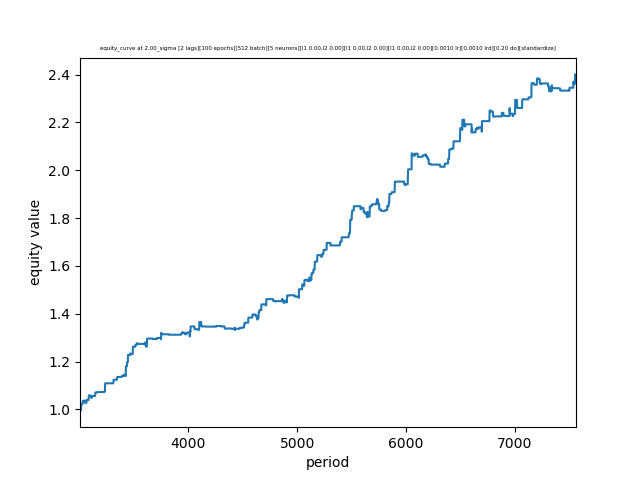 equity_curve at 2.00_sigma [2 lags][100 epochs][512 batch][5 neurons][l1 0.00,l2 0.00][l1 0.00,l2 0.00][l1 0.00,l2 0.00][0.0010 lr][0.0010 lrd][0.20 do][standardize]
2.4
2.2
2.0
1.8
1.6
1.4
1.2
1.0
equity value
4000 5000 6000 7000
period